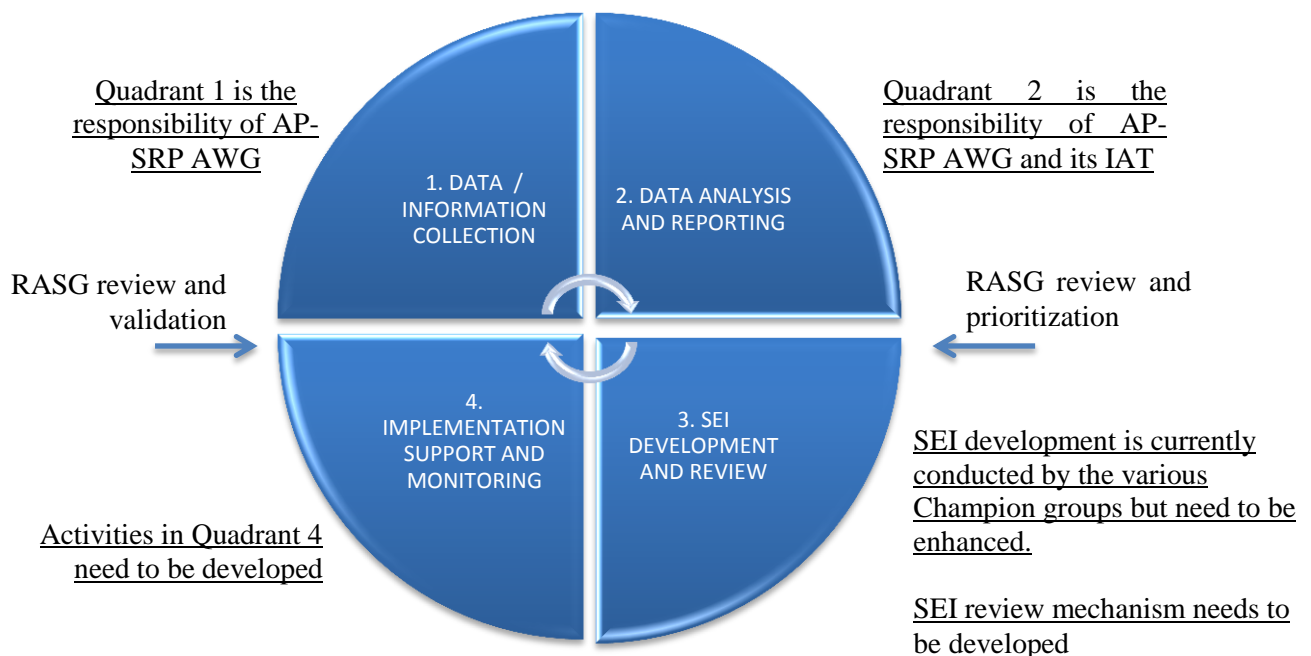 Quadrant 1 is the
responsibility of AP-
SRP AWG
1. DATA /
INFORMATION
COLLECTION
2. DATA ANALYSIS
AND REPORTING
Quadrant 2 is the
responsibility of AP-
SRP AWG and its IAT
RASG review and
validation
RASG review and
prioritization
4.
IMPLEMENTATION
SUPPORT AND
MONITORING
3. SEI
DEVELOPMENT
AND REVIEW
SEI development is currently
conducted by the various
Champion groups but need to be
enhanced.
Activities in Quadrant 4
need to be developed
SEI review mechanism needs to
be developed